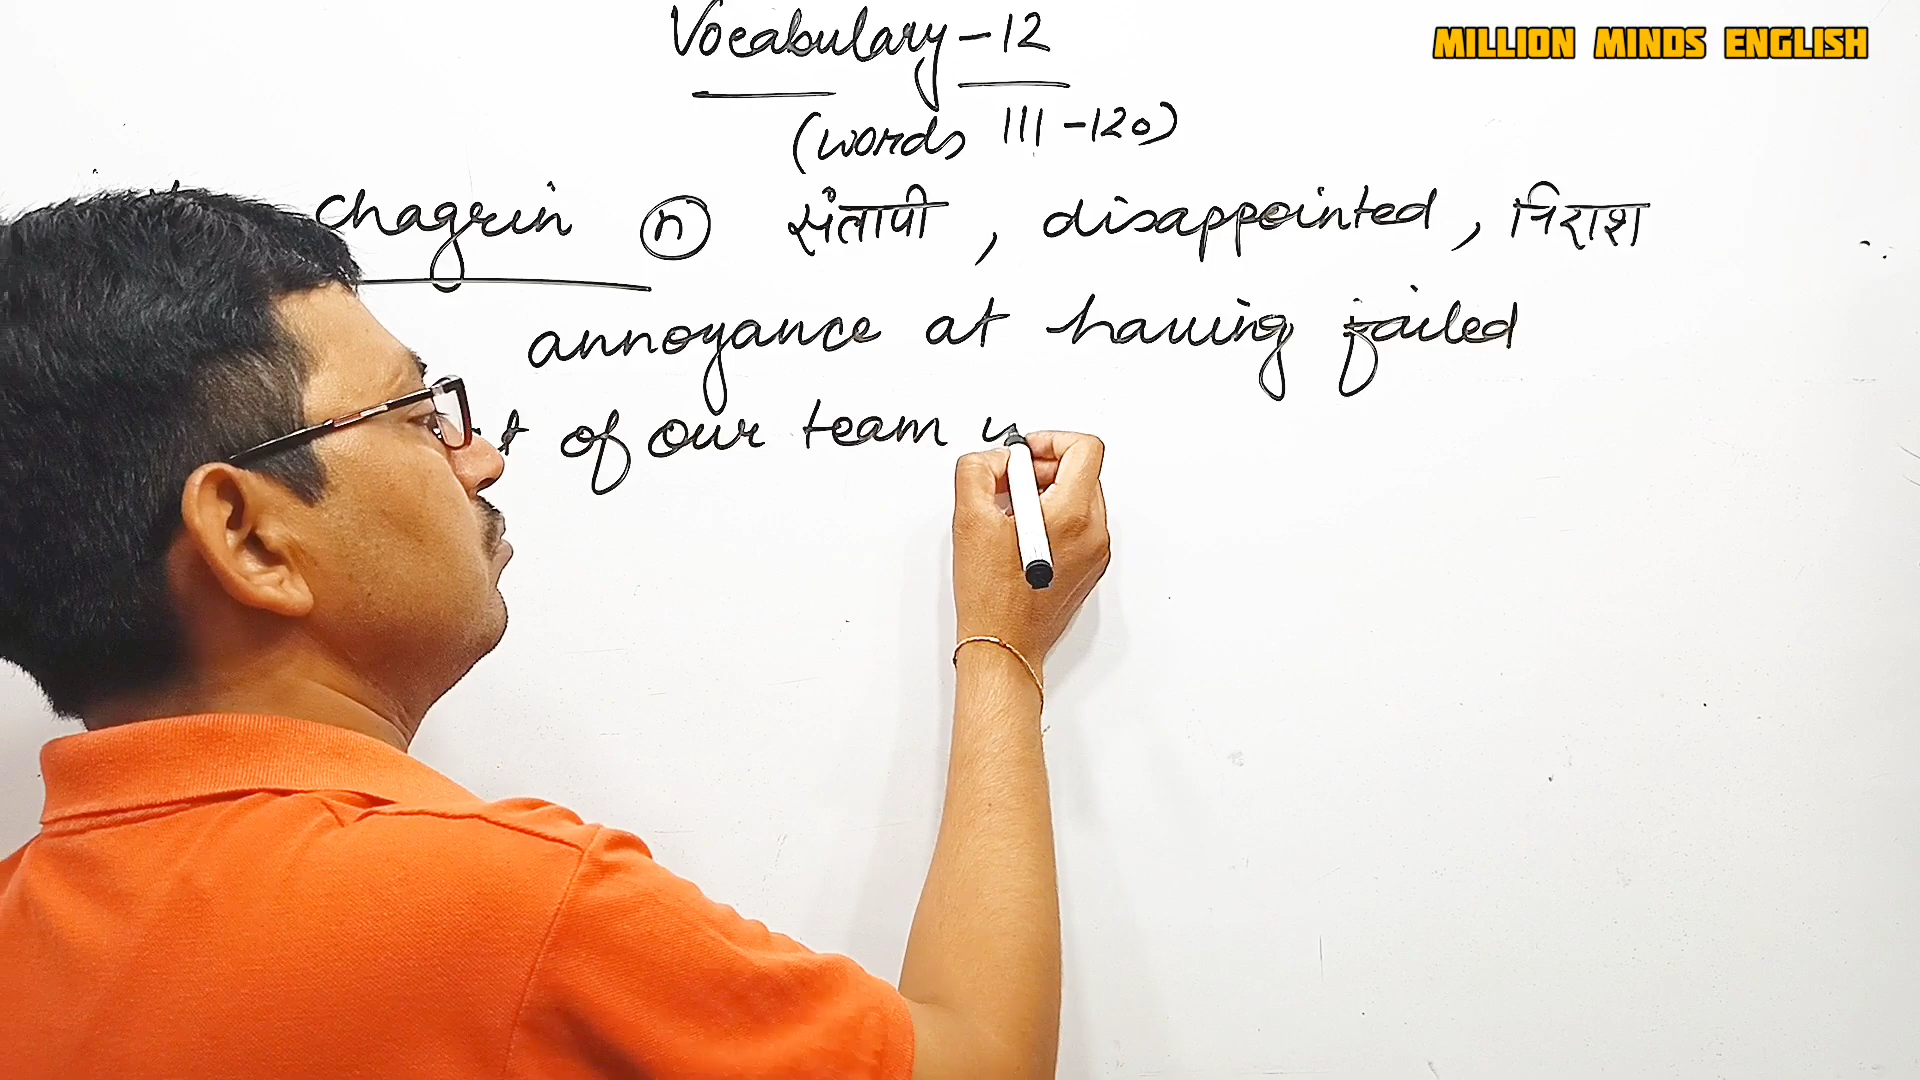 Vocabulary-12
MILLION MINDS ENGLISH
(words 111-120)
chagrin n संतापी, disappointed, निराश
annoyance at having failed
of our team